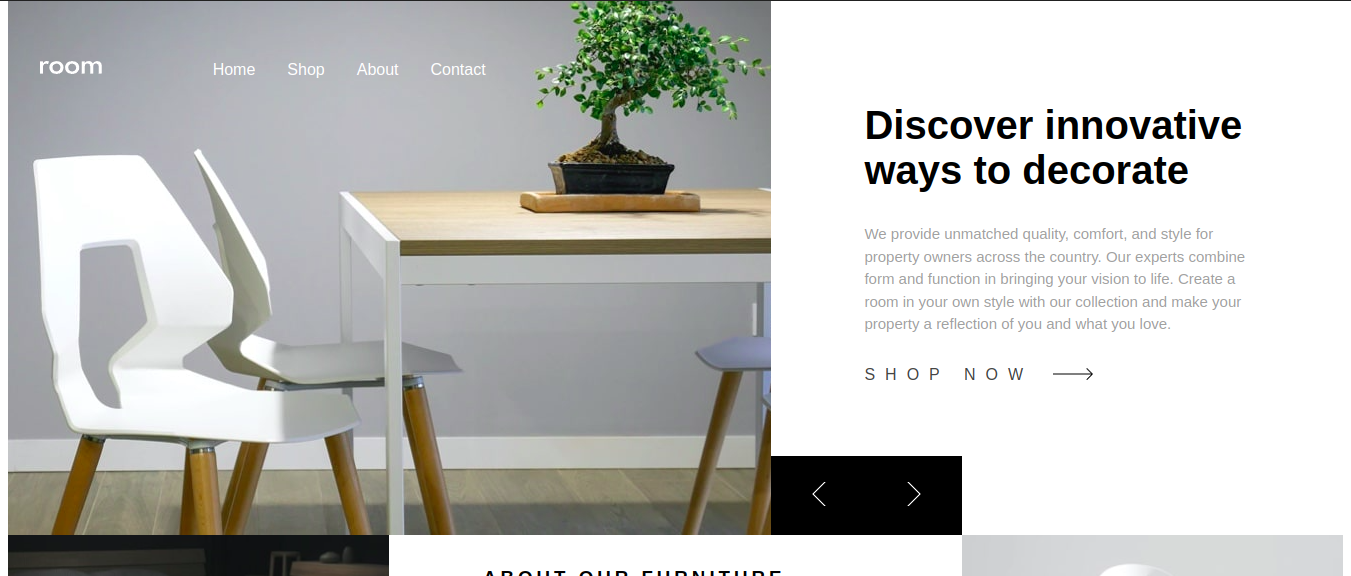 room
Home Shop About Contact
Discover innovative
ways to decorate
We provide unmatched quality, comfort, and style for
property owners across the country. Our experts combine
form and function in bringing your vision to life. Create a
room in your own style with our collection and make your
property a reflection of you and what you love.
SHOP NOW
ABOUT OUR FURNITURE